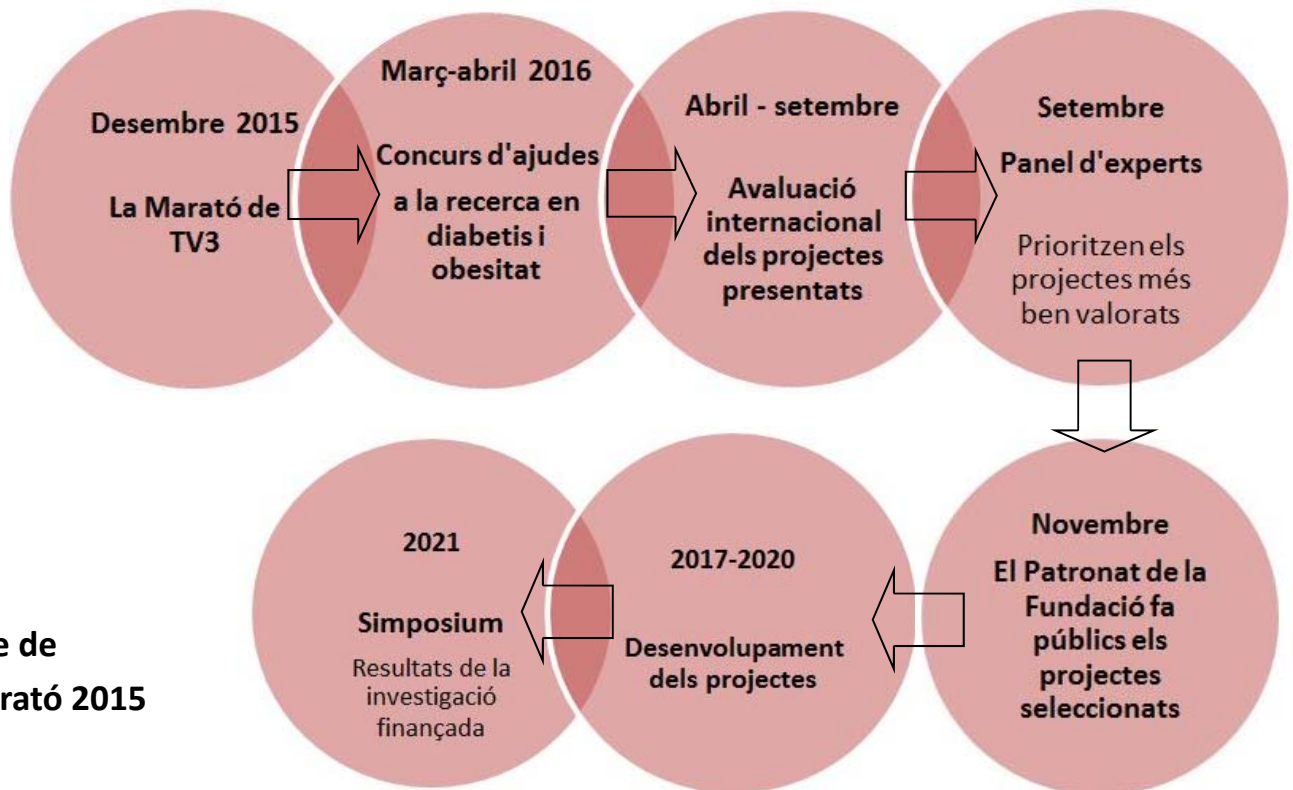 Desembre 2015
La Marató de
TV3
Març-abril 2016
Concurs d'ajudes
a la recerca en
diabetis i
obesitat
Abril - setembre
Avaluació
internacional
dels projectes
presentats
Setembre
Panel d'experts
Prioritzen els
projectes més
ben valorats
Novembre
El Patronat de la
Fundació fa
públics els
projectes
seleccionats
2017-2020
Desenvolupament
dels projectes
2021
Simposium
Resultats de la
investigació
finançada
e de
rató 2015